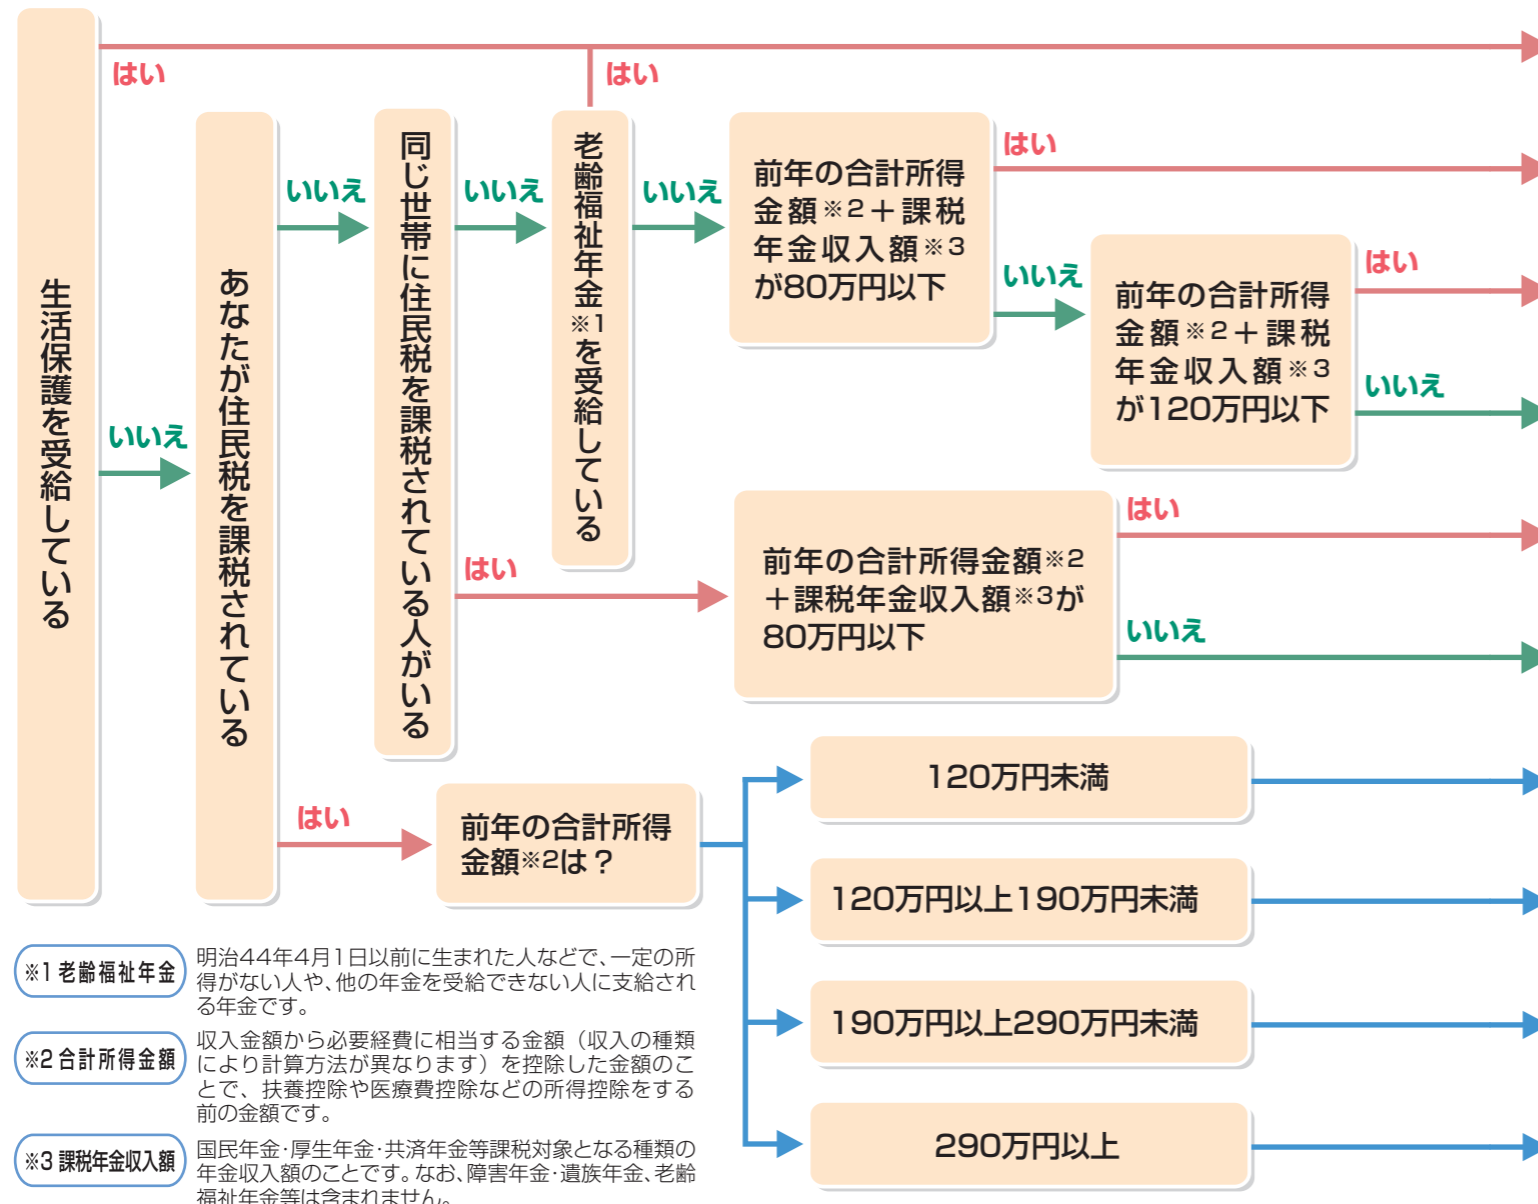 生活保護を受給している
はい
いいえ
あなたが住民税を課税されている
いいえ
はい
同じ世帯に住民税を課税されている人がいる
いいえ
はい
老齢福祉年金※1を受給している
はい
いいえ
前年の合計所得
金額※2＋課税
年金収入額※3
が80万円以下
はい
いいえ
前年の合計所得
金額※2＋課税
年金収入額※3
が120万円以下
はい
いいえ
前年の合計所得金額※2
＋課税年金収入額※3が
80万円以下
はい
いいえ
前年の合計所得
金額※2は？
120万円未満
120万円以上190万円未満
190万円以上290万円未満
290万円以上
※1 老齢福祉年金
明治44年4月1日以前に生まれた人などで、一定の所
得がない人や、他の年金を受給できない人に支給され
る年金です。
※2 合計所得金額
収入金額から必要経費に相当する金額（収入の種類
により計算方法が異なります）を控除した金額のこ
とで、扶養控除や医療費控除などの所得控除をする
前の金額です。
※3 課税年金収入額
国民年金・厚生年金・共済年金等課税対象となる種類の
年金収入額のことです。なお、障害年金・遺族年金、老齢
福祉年金等は含まれません。